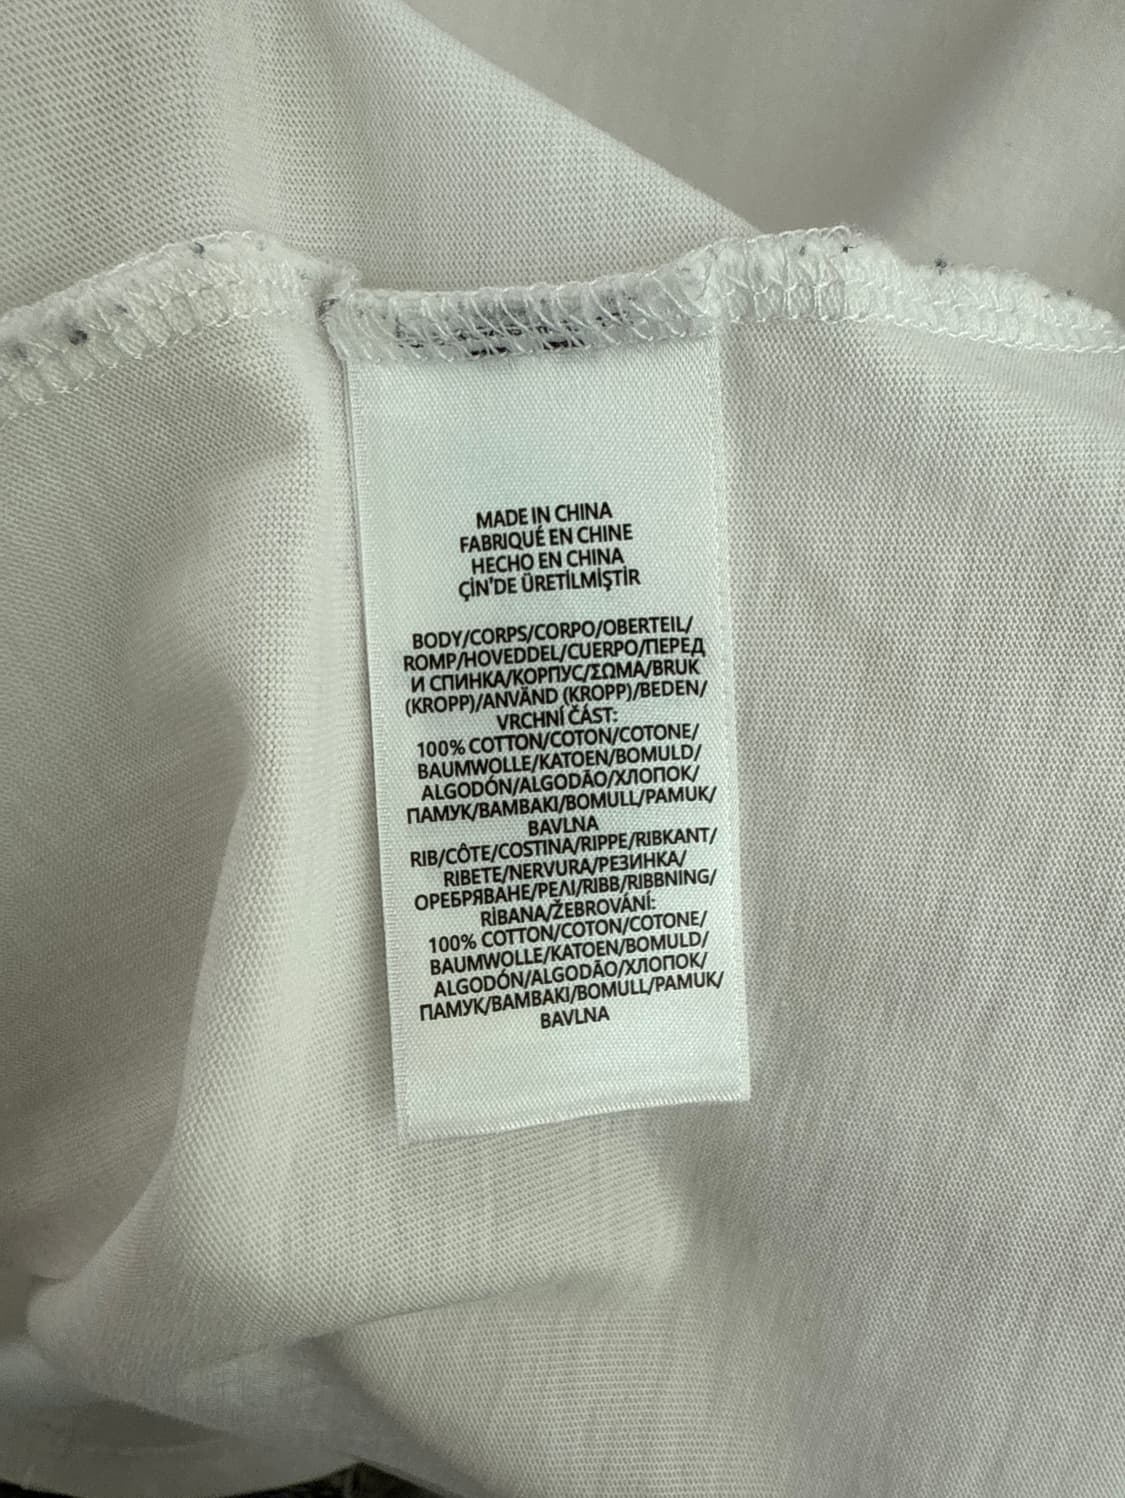 MADE IN CHINA
FABRIQUÉ EN CHINE
HECHO EN CHINA
ÇİN'DE ÜRETİLMİŞTİR
BODY/CORPS/CORPO/OBERTEIL/
ROMP/HOVEDDEL/CUERPO/ПЕРЕД
И СПИНКА/КОРПУС/ΣΩΜΑ/BRUK
(KROPP)/ANVÄND (KROPP)/BEDEN/
VRCHNÍ ČÁST:
100% COTTON/COTON/COTONE/
BAUMWOLLE/KATOEN/BOMULD/
ALGODÓN/ALGODÃO/ХЛОПОК/
ПАМУК/ΒΑΜΒΑΚΙ/BOMULL/PAMUK/
BAVLNA
RIB/CÔTE/COSTINA/RIPPE/RIBKANT/
RIBETE/NERVURA/РЕЗИНКА/
ОРЕБРЯВАНЕ/ΡΕΛΙ/RIBB/RIBBNING/
RİBANA/ŽEBROVÁNÍ:
100% COTTON/COTON/COTONE/
BAUMWOLLE/KATOEN/BOMULD/
ALGODÓN/ALGODÃO/ХЛОПОК/
ПАМУК/ΒΑΜΒΑΚΙ/BOMULL/PAMUK/
BAVLNA